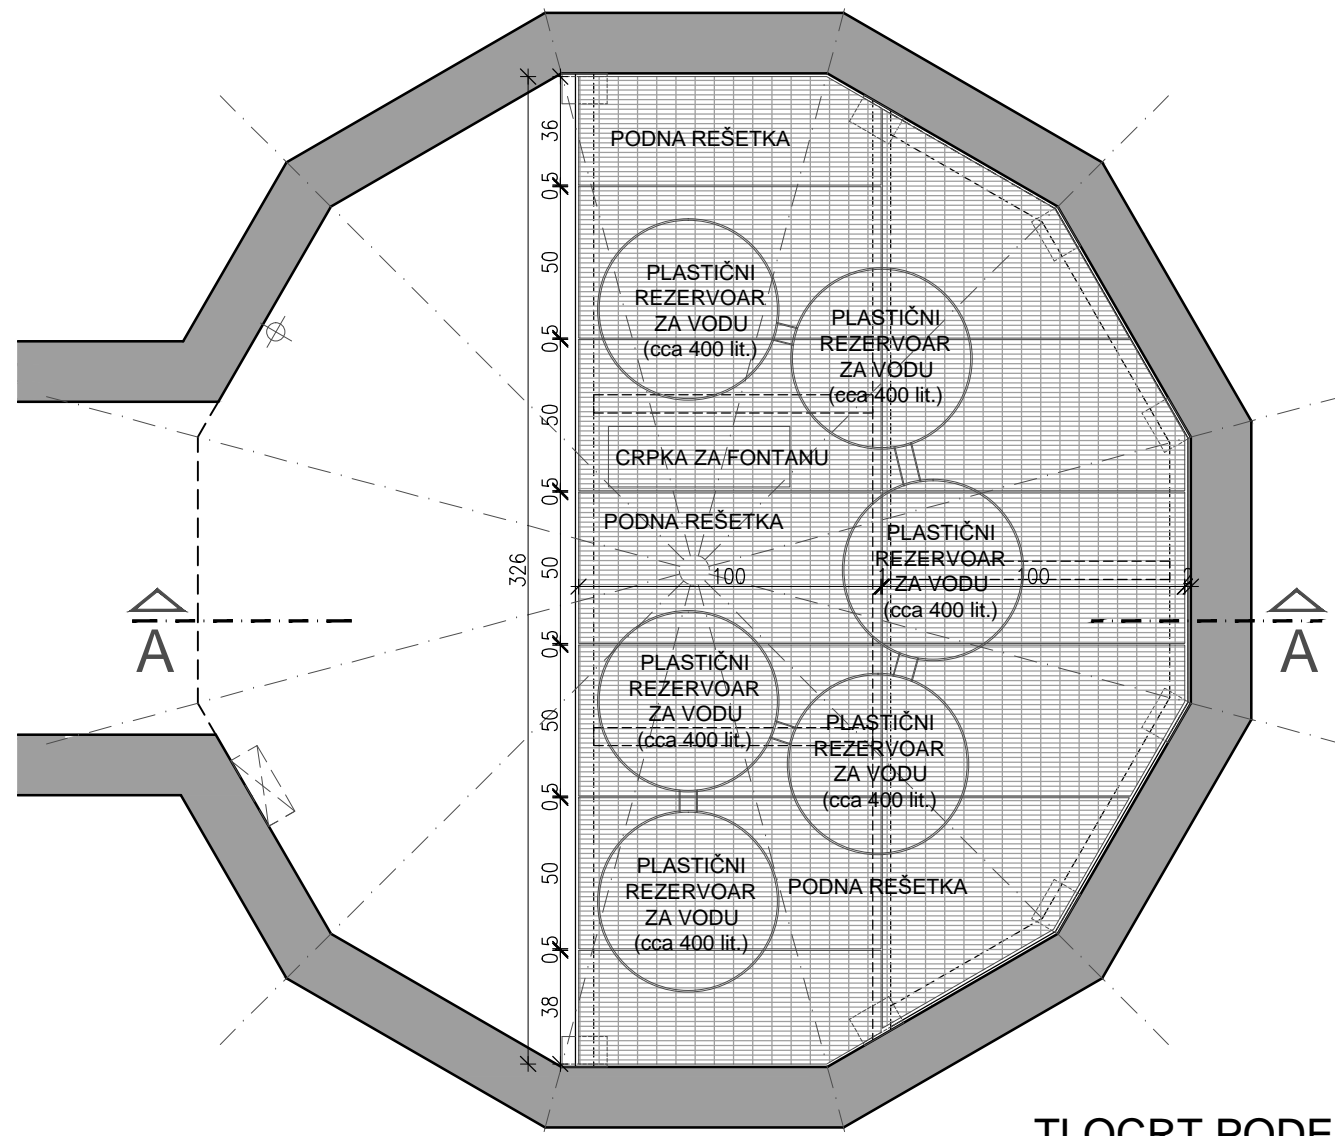 PODNA REŠETKA
PLASTIČNI
REZERVOAR
ZA VODU
(cca 400 lit.)
PLASTIČNI
REZERVOAR
ZA VODU
(cca 400 lit.)
CRPKA ZA FONTANU
PODNA REŠETKA
PLASTIČNI
REZERVOAR
ZA VODU
(cca 400 lit.)
100
100
PLASTIČNI
REZERVOAR
ZA VODU
(cca 400 lit.)
PLASTIČNI
REZERVOAR
ZA VODU
(cca 400 lit.)
PLASTIČNI
REZERVOAR
ZA VODU
(cca 400 lit.)
PODNA REŠETKA
326
36
0,5
50
0,5
50
0,5
50
0,5
50
0,5
50
0,5
38
A
A
TLOCRT PODE